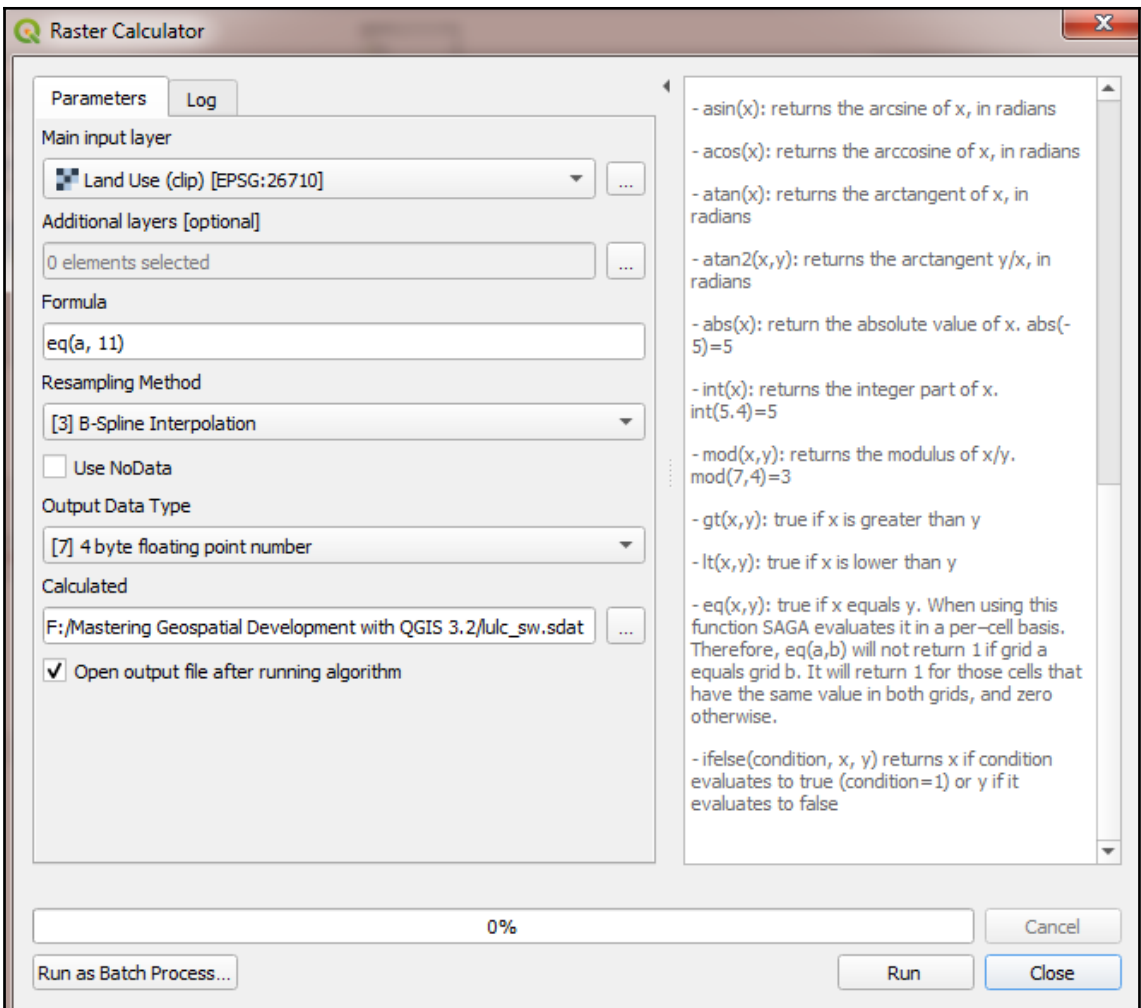 Raster Calculator
Parameters
Log
Main input layer
Land Use (clip) [EPSG:26710]
...
Additional layers [optional]
0 elements selected
...
Formula
eq(a, 11)
Resampling Method
[3] B-Spline Interpolation
Use NoData
Output Data Type
[7] 4 byte floating point number
Calculated
F:/Mastering Geospatial Development with QGIS 3.2/lulc_sw.sdat
...
Open output file after running algorithm
- asin(x): returns the arcsine of x, in radians
- acos(x): returns the arccosine of x, in radians
- atan(x): returns the arctangent of x, in
radians
- atan2(x,y): returns the arctangent y/x, in
radians
- abs(x): return the absolute value of x. abs(-
5)=5
- int(x): returns the integer part of x.
int(5.4)=5
- mod(x,y): returns the modulus of x/y.
mod(7,4)=3
- gt(x,y): true if x is greater than y
- lt(x,y): true if x is lower than y
- eq(x,y): true if x equals y. When using this
function SAGA evaluates it in a per–cell basis.
Therefore, eq(a,b) will not return 1 if grid a
equals grid b. It will return 1 for those cells that
have the same value in both grids, and zero
otherwise.
- ifelse(condition, x, y) returns x if condition
evaluates to true (condition=1) or y if it
evaluates to false
0%
Cancel
Run as Batch Process...
Run
Close